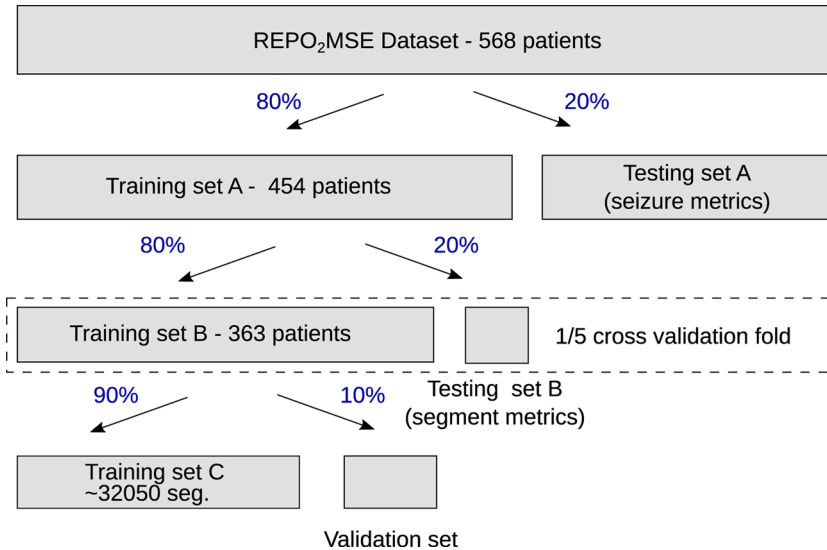 REPO₂MSE Dataset - 568 patients
80%
20%
Training set A - 454 patients
Testing set A
(seizure metrics)
80%
20%
Training set B - 363 patients
1/5 cross validation fold
90%
10%
Testing set B
(segment metrics)
Training set C
~32050 seg.
Validation set